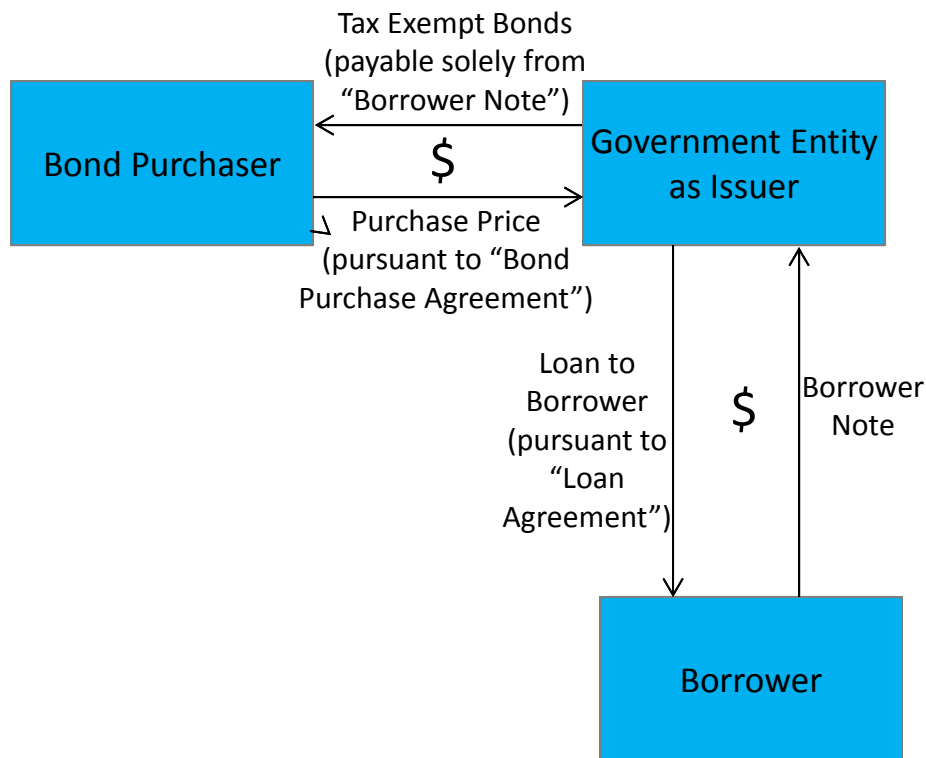 Tax Exempt Bonds
(payable solely from
“Borrower Note”)
Bond Purchaser
$
Government Entity
as Issuer
Purchase Price
(pursuant to “Bond
Purchase Agreement”)
Loan to
Borrower
(pursuant to
“Loan
Agreement”)
$
Borrower
Note
Borrower